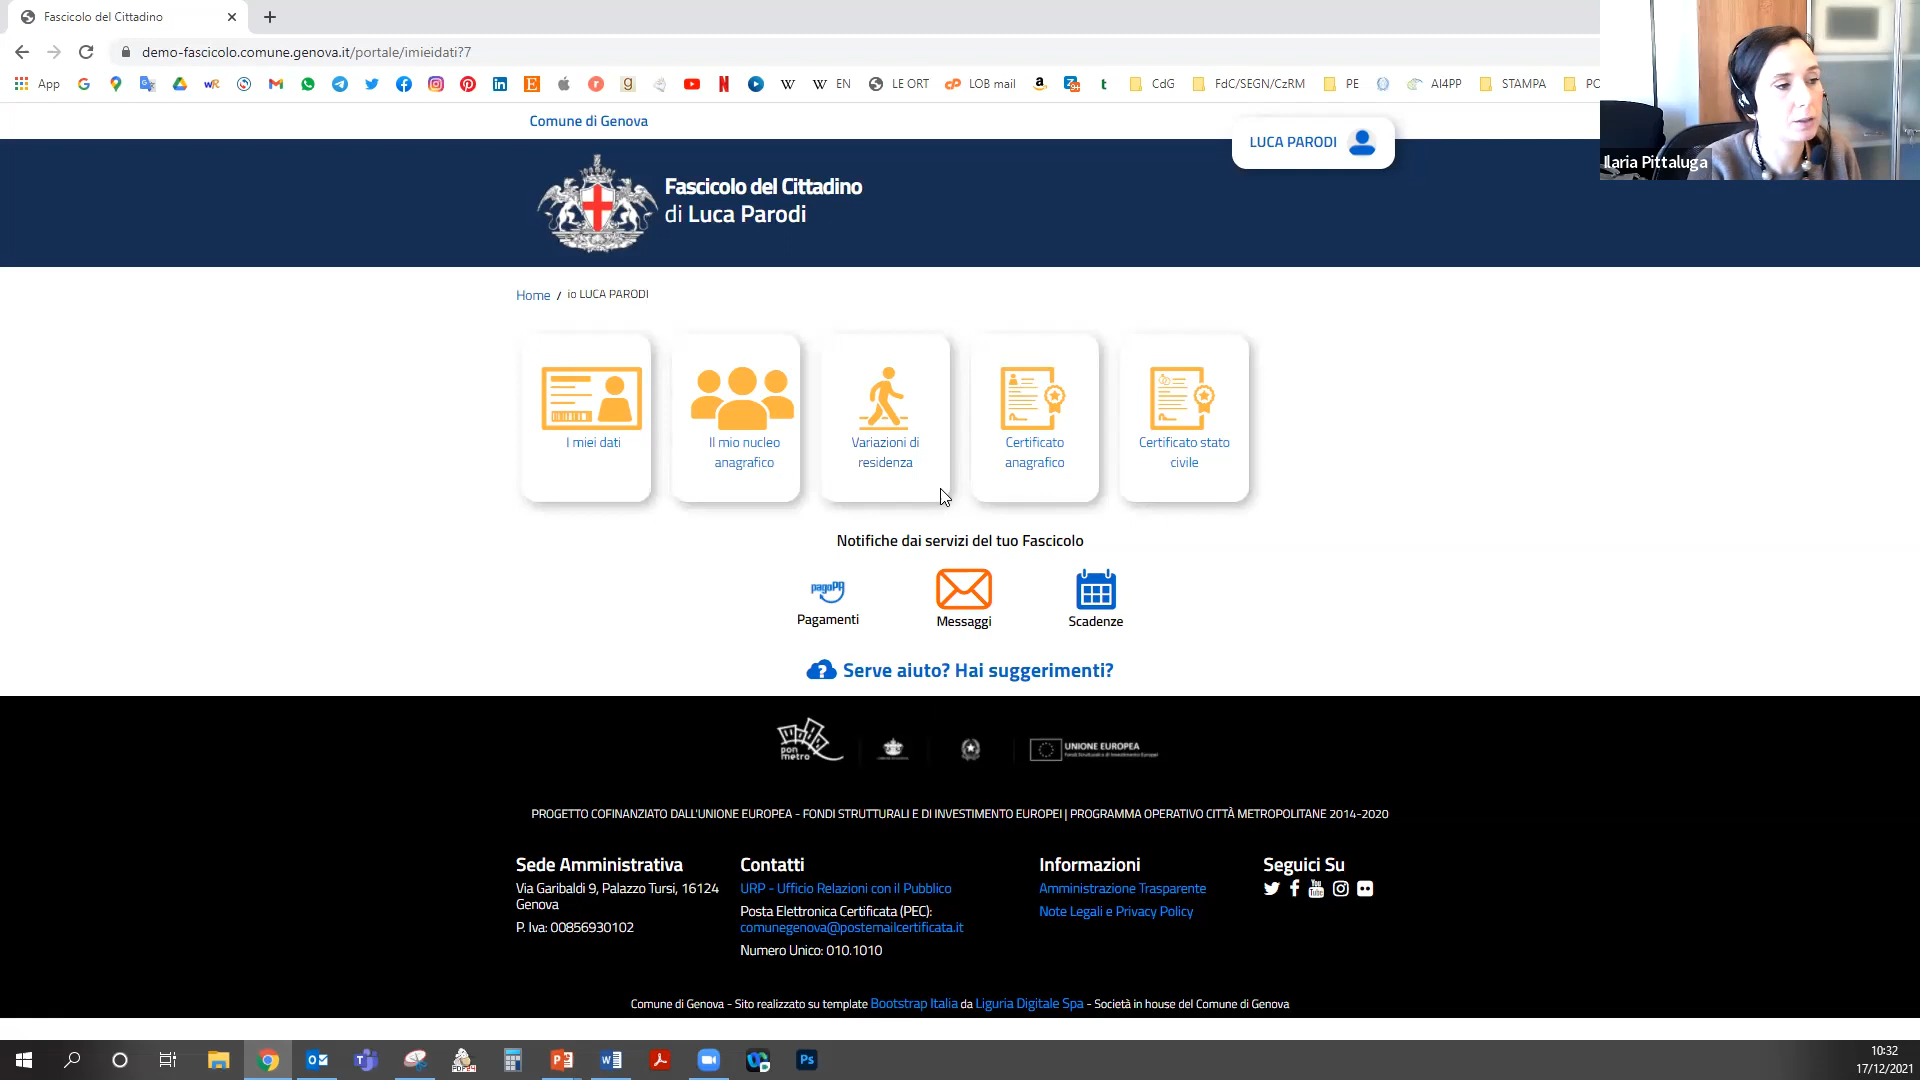 Fascicolo del Cittadino
demo-fascicolo.comune.genova.it/portale/imieidati?7
App
EN
LE ORT
LOB mail
CdG
FdC/SEGN/CzRM
PE
AI4PP
STAMPA
PO
Ilaria Pittaluga
Comune di Genova
LUCA PARODI
Fascicolo del Cittadino
di Luca Parodi
Home / io LUCA PARODI
I miei dati
Il mio nucleo
anagrafico
Variazioni di
residenza
Certificato
anagrafico
Certificato stato
civile
Notifiche dai servizi del tuo Fascicolo
pagoPA
Pagamenti
Messaggi
Scadenze
Serve aiuto? Hai suggerimenti?
pon
metro
UNIONE EUROPEA
PROGETTO COFINANZIATO DALL'UNIONE EUROPEA - FONDI STRUTTURALI E DI INVESTIMENTO EUROPEI | PROGRAMMA OPERATIVO CITTÀ METROPOLITANE 2014-2020
Sede Amministrativa
Via Garibaldi 9, Palazzo Tursi, 16124
Genova
P. Iva: 00856930102
Contatti
URP - Ufficio Relazioni con il Pubblico
Posta Elettronica Certificata (PEC):
comunegenova@postemailcertificata.it
Numero Unico: 010.1010
Informazioni
Amministrazione Trasparente
Note Legali e Privacy Policy
Seguici Su
Comune di Genova - Sito realizzato su template Bootstrap Italia da Liguria Digitale Spa - Società in house del Comune di Genova
10:32
17/12/2021